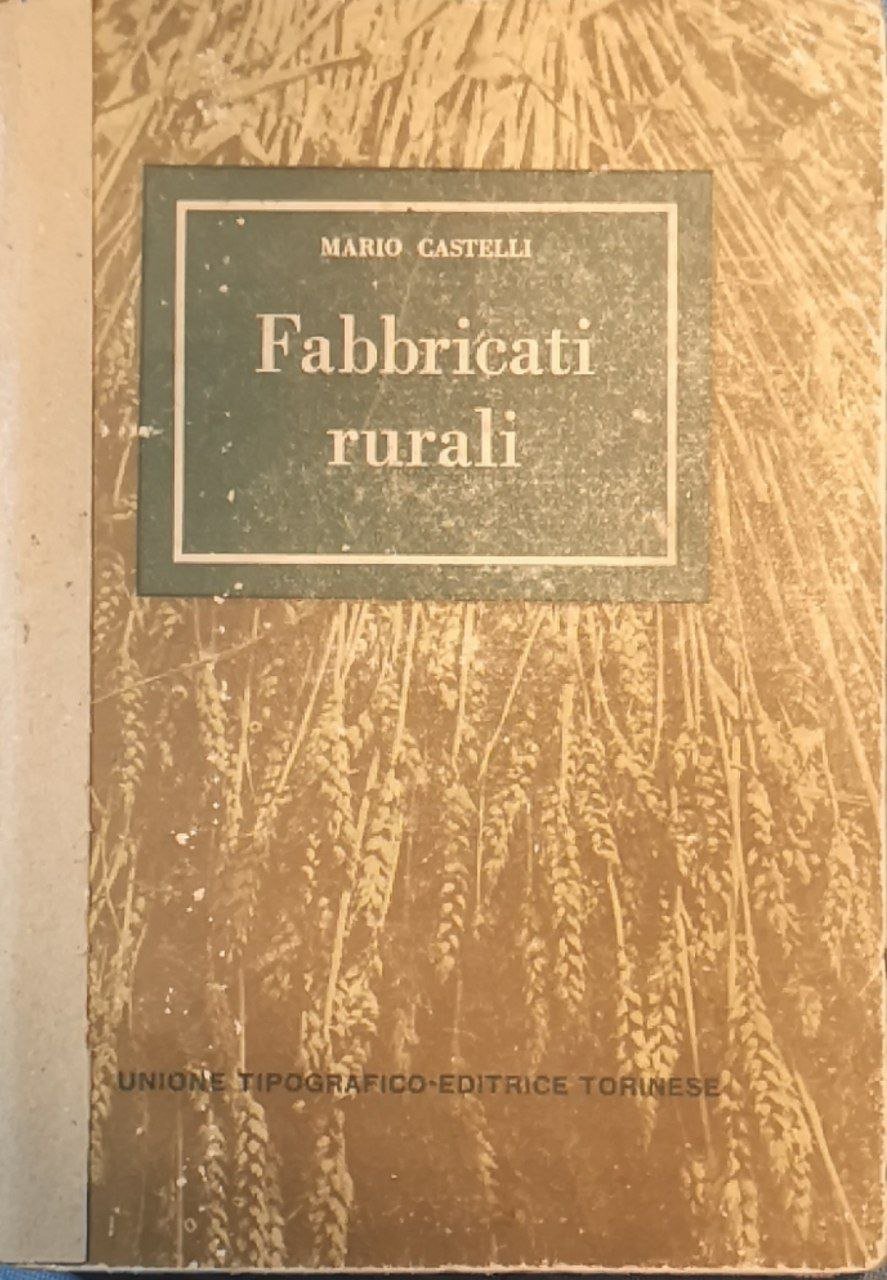 MARIO CASTELLI
Fabbricati
rurali
UNIONE TIPOGRAFICO-EDITRICE TORINESE